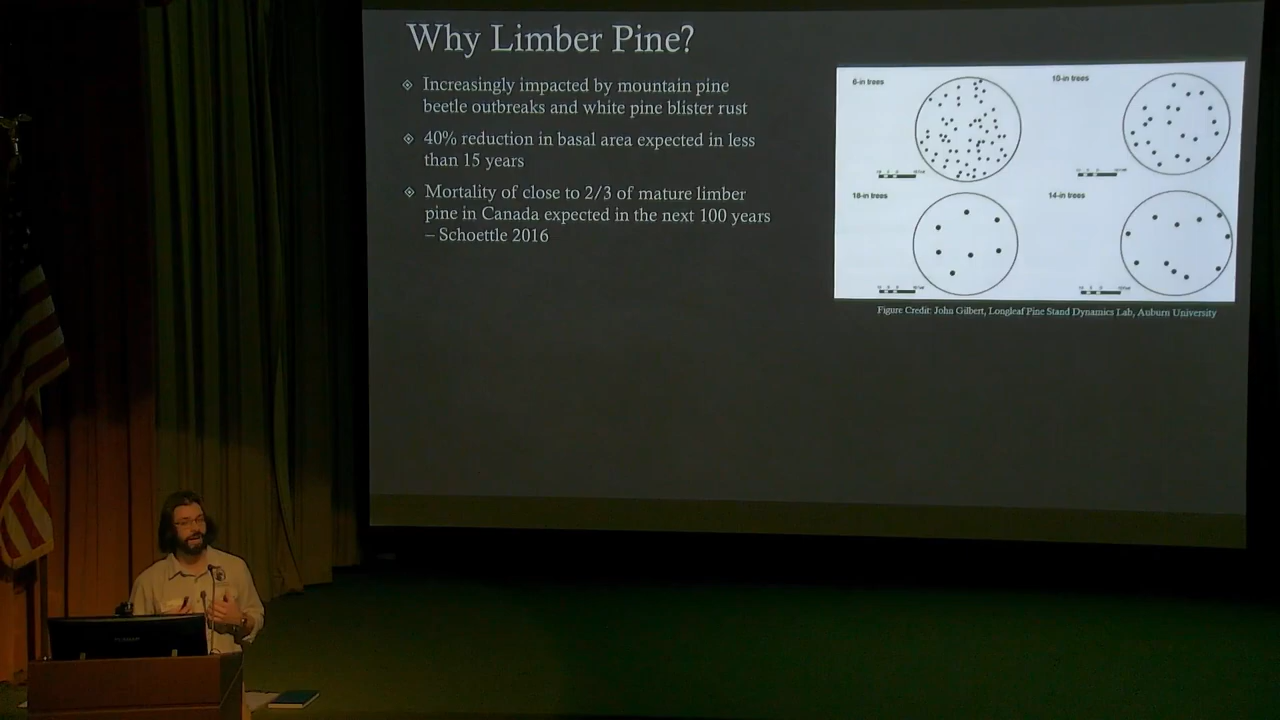 Why Limber Pine?
Increasingly impacted by mountain pine
beetle outbreaks and white pine blister rust
40% reduction in basal area expected in less
than 15 years
Mortality of close to 2/3 of mature limber
pine in Canada expected in the next 100 years
– Schoettle 2016
6-in trees
10-in trees
18-in trees
14-in trees
Figure Credit: John Gilbert, Longleaf Pine Stand Dynamics Lab, Auburn University